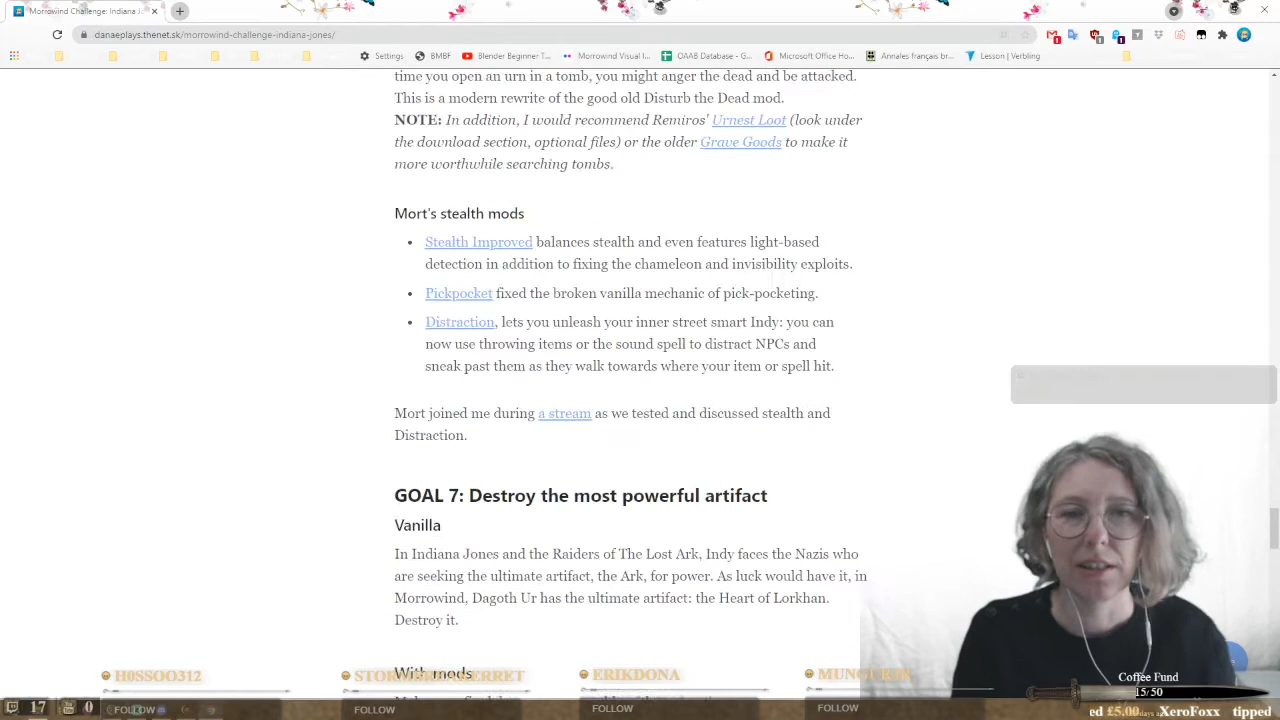 Morrowind Challenge: Indiana J
danaeplays.thenet.sk/morrowind-challenge-indiana-jones/
Settings
BMBF
Blender Beginner T...
Morrowind Visual I...
OAAB Database - G...
Microsoft Office Ho...
Annales français br...
Lesson | Verbling
time you open an urn in a tomb, you might anger the dead and be attacked.
This is a modern rewrite of the good old Disturb the Dead mod.
NOTE: In addition, I would recommend Remiros' Urnest Loot (look under
the download section, optional files) or the older Grave Goods to make it
more worthwhile searching tombs.
Mort's stealth mods
• Stealth Improved balances stealth and even features light-based
detection in addition to fixing the chameleon and invisibility exploits.
• Pickpocket fixed the broken vanilla mechanic of pick-pocketing.
• Distraction, lets you unleash your inner street smart Indy: you can
now use throwing items or the sound spell to distract NPCs and
sneak past them as they walk towards where your item or spell hit.
Mort joined me during a stream as we tested and discussed stealth and
Distraction.
GOAL 7: Destroy the most powerful artifact
Vanilla
In Indiana Jones and the Raiders of The Lost Ark, Indy faces the Nazis who
are seeking the ultimate artifact, the Ark, for power. As luck would have it, in
Morrowind, Dagoth Ur has the ultimate artifact: the Heart of Lorkhan.
Destroy it.
With mods
H0SSOO312
ERIKDONA
Coffee Fund
15/50
17
0
FOLLOW
FOLLOW
FOLLOW
FOLLOW
ed £5.00
XeroFoxx tipped